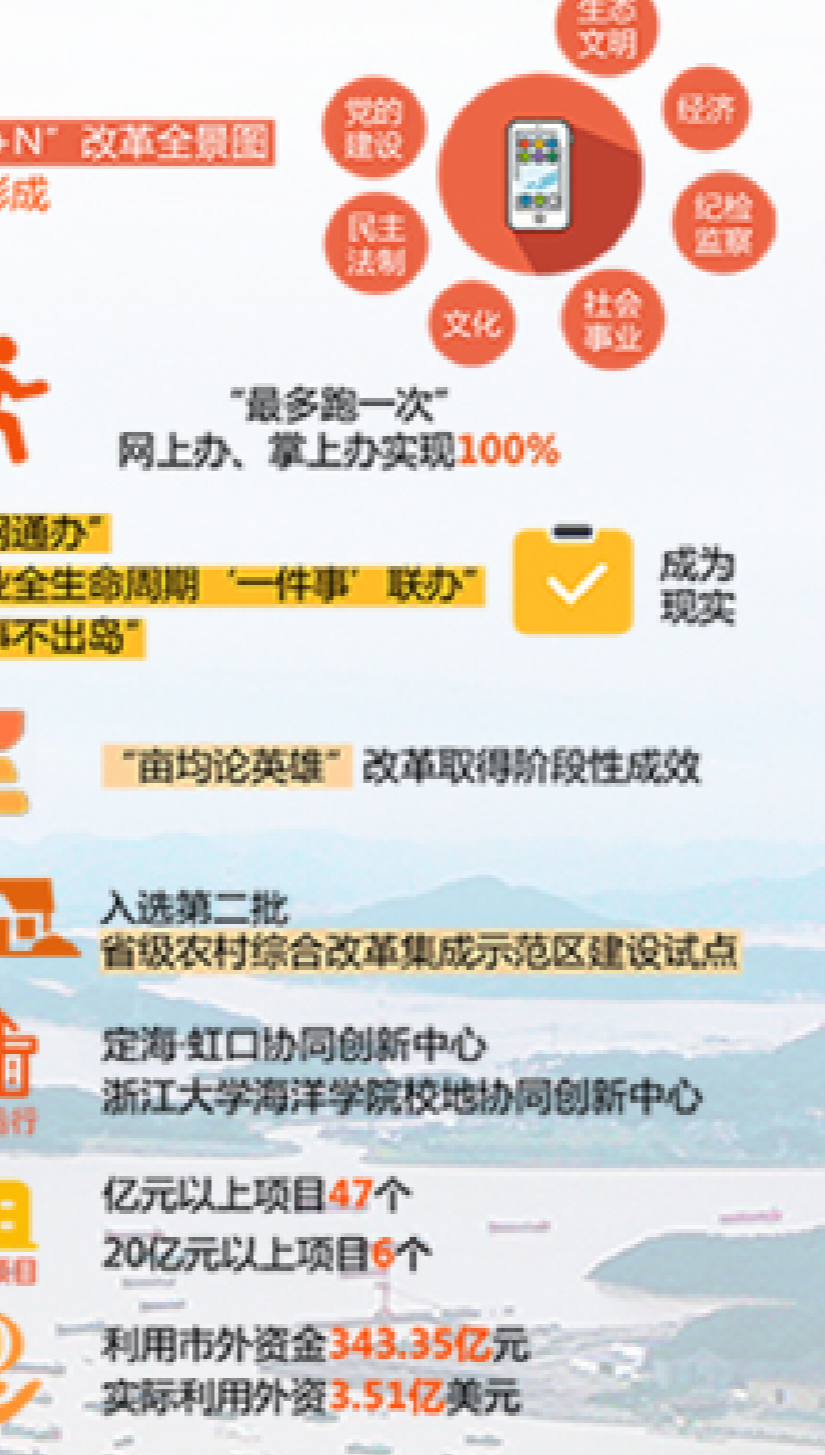 生态
文明
党的
建设
经济
+N”改革全景图
形成
纪检
监察
民主
法制
文化
社会
事业
“最多跑一次”
网上办、掌上办实现100%
网通办”
业全生命周期‘一件事’联办”
事不出岛”
成为
现实
“亩均论英雄”改革取得阶段性成效
入选第二批
省级农村综合改革集成示范区建设试点
定海·虹口协同创新中心
浙江大学海洋学院校地协同创新中心
行
亿元以上项目47个
20亿元以上项目6个
项目
利用市外资金343.35亿元
实际利用外资3.51亿美元